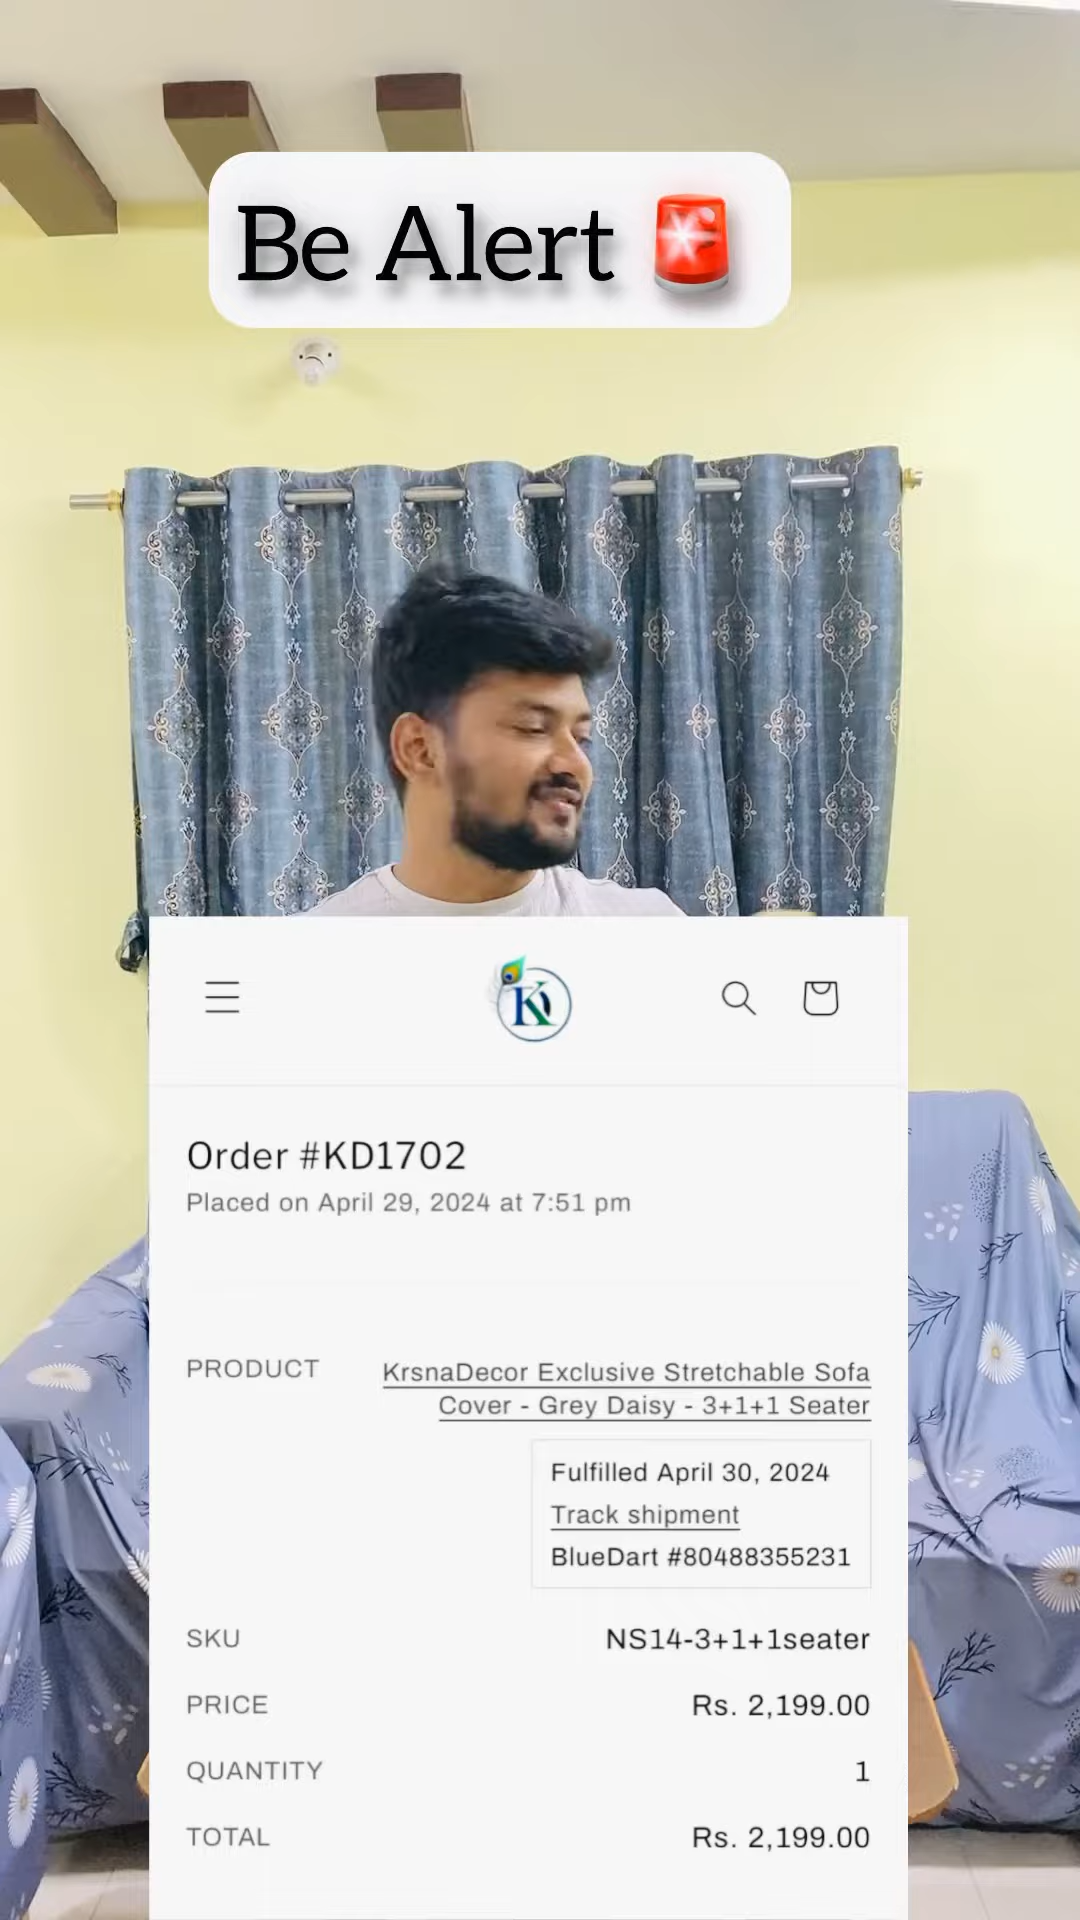 Be Alert 🚨
KD
Order #KD1702
Placed on April 29, 2024 at 7:51 pm
PRODUCT
KrsnaDecor Exclusive Stretchable Sofa
Cover - Grey Daisy - 3+1+1 Seater
Fulfilled April 30, 2024
Track shipment
BlueDart #80488355231
SKU
NS14-3+1+1seater
PRICE
Rs. 2,199.00
QUANTITY
1
TOTAL
Rs. 2,199.00